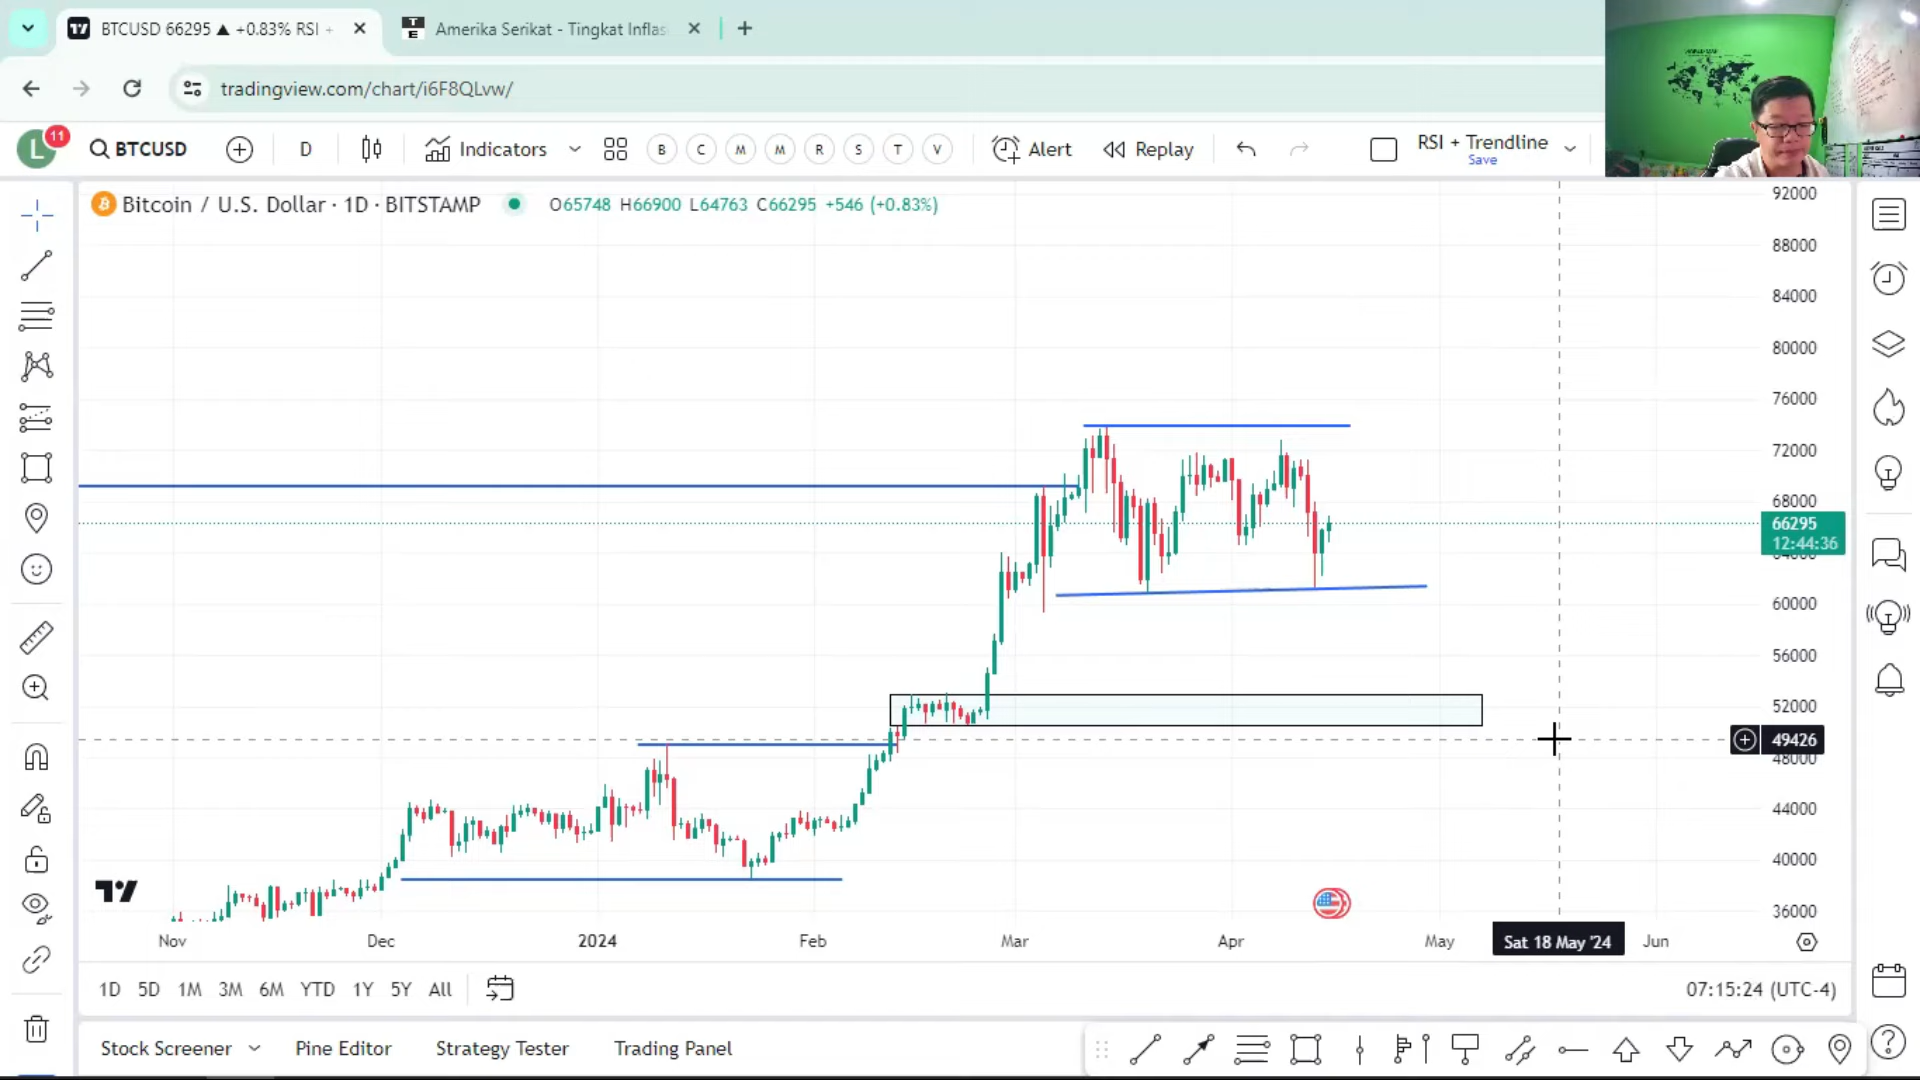 BTCUSD 66295 ▲ +0.83% RSI +
Amerika Serikat - Tingkat Inflas
tradingview.com/chart/i6F8QLvw/
L
11
BTCUSD
D
Indicators
B C M M R S T V
Alert
Replay
RSI + Trendline
Save
Bitcoin / U.S. Dollar · 1D · BITSTAMP
O65748 H66900 L64763 C66295 +546 (+0.83%)
92000
88000
84000
80000
76000
72000
68000
66295
12:44:36
60000
56000
52000
49426
48000
44000
40000
36000
Nov Dec 2024 Feb Mar Apr May Sat 18 May '24 Jun
1D 5D 1M 3M 6M YTD 1Y 5Y All
07:15:24 (UTC-4)
Stock Screener Pine Editor Strategy Tester Trading Panel